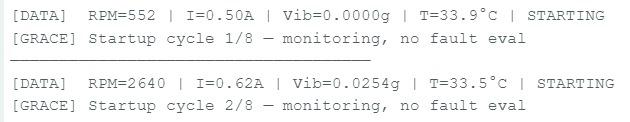 [DATA]  RPM=552 | I=0.50A | Vib=0.0000g | T=33.9°C | STARTING
[GRACE] Startup cycle 1/8 — monitoring, no fault eval
[DATA]  RPM=2640 | I=0.62A | Vib=0.0254g | T=33.5°C | STARTING
[GRACE] Startup cycle 2/8 — monitoring, no fault eval